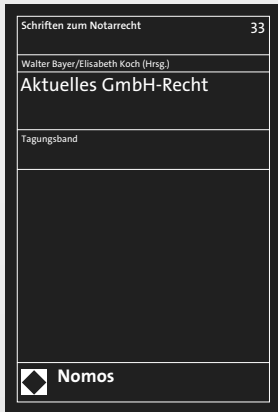 Schriften zum Notarrecht 33
Walter Bayer/Elisabeth Koch (Hrsg.)
Aktuelles GmbH-Recht
Tagungsband
Nomos